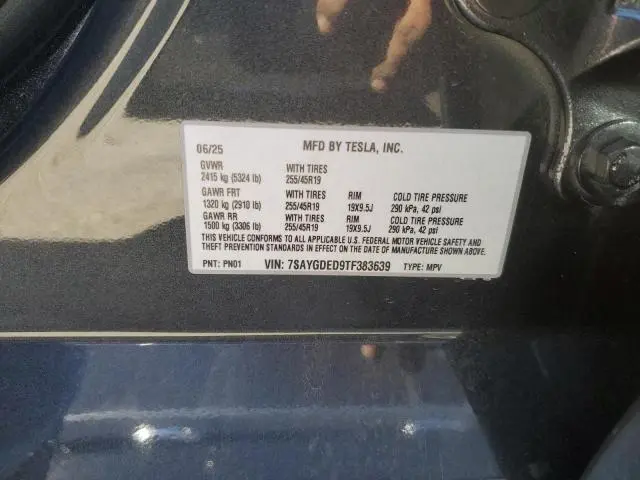 06/25 MFD BY TESLA, INC.
GVWR WITH TIRES
2415 kg (5324 lb) 255/45R19
GAWR FRT WITH TIRES RIM COLD TIRE PRESSURE
1320 kg (2910 lb) 255/45R19 19X9.5J 290 kPa, 42 psi
GAWR RR WITH TIRES RIM COLD TIRE PRESSURE
1500 kg (3306 lb) 255/45R19 19X9.5J 290 kPa, 42 psi
THIS VEHICLE CONFORMS TO ALL APPLICABLE U.S. FEDERAL MOTOR VEHICLE SAFETY AND
THEFT PREVENTION STANDARDS IN EFFECT ON THE DATE OF MANUFACTURE SHOWN ABOVE.
PNT: PN01 VIN: 7SAYGDED9TF383639 TYPE: MPV